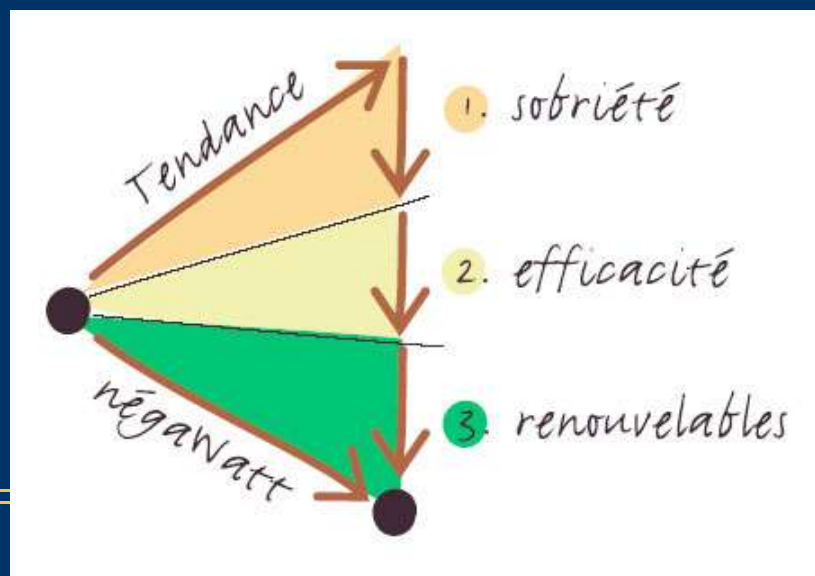 Tendance
1. sobriété
2. efficacité
3. renouvelables
négaWatt